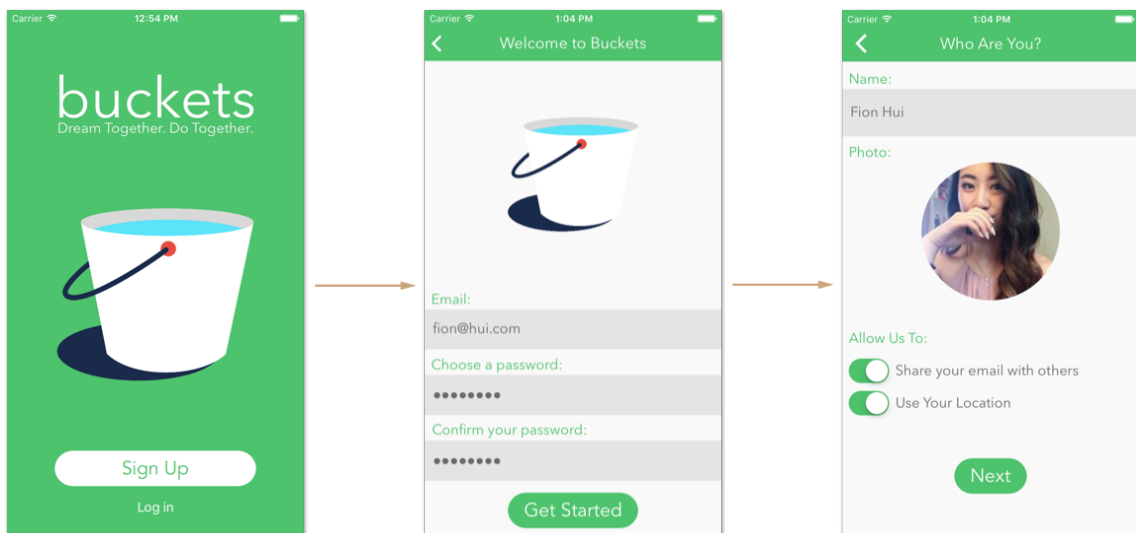 Carrier 12:54 PM
buckets
Dream Together. Do Together.
Sign Up
Log in
Carrier 1:04 PM
Welcome to Buckets
Email:
fion@hui.com
Choose a password:
••••••••
Confirm your password:
••••••••
Get Started
Carrier 1:04 PM
Who Are You?
Name:
Fion Hui
Photo:
Allow Us To:
Share your email with others
Use Your Location
Next